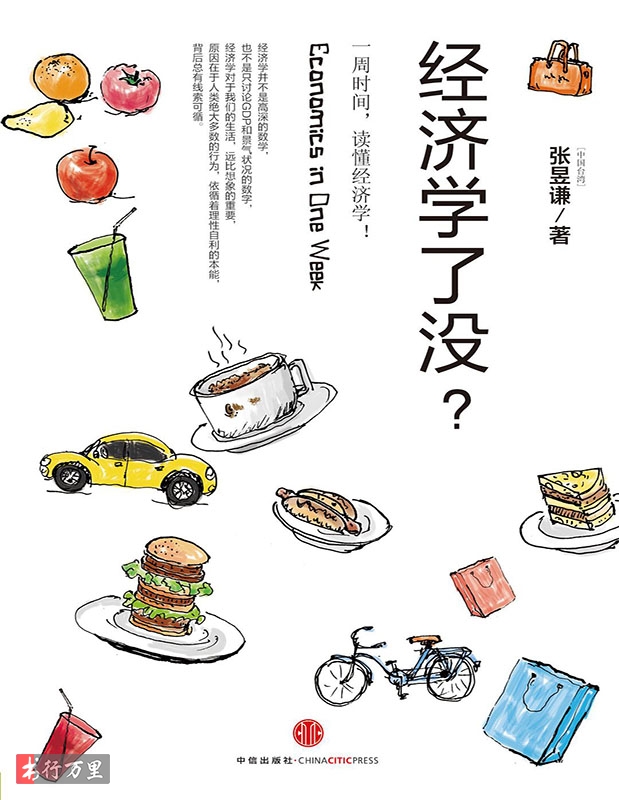 经济学了没？
[中国台湾]
张昱谦/著
一周时间，读懂经济学！
Economics in One Week
经济学并不是高深的数学，
也不是只讨论GDP和景气状况的数字，
经济学对于我们的生活，远比想象的重要，
原因在于人类绝大多数的行为，依循着理性自利的本能，
背后总有线索可循。
中信出版社·CHINACITICPRESS
书行万里